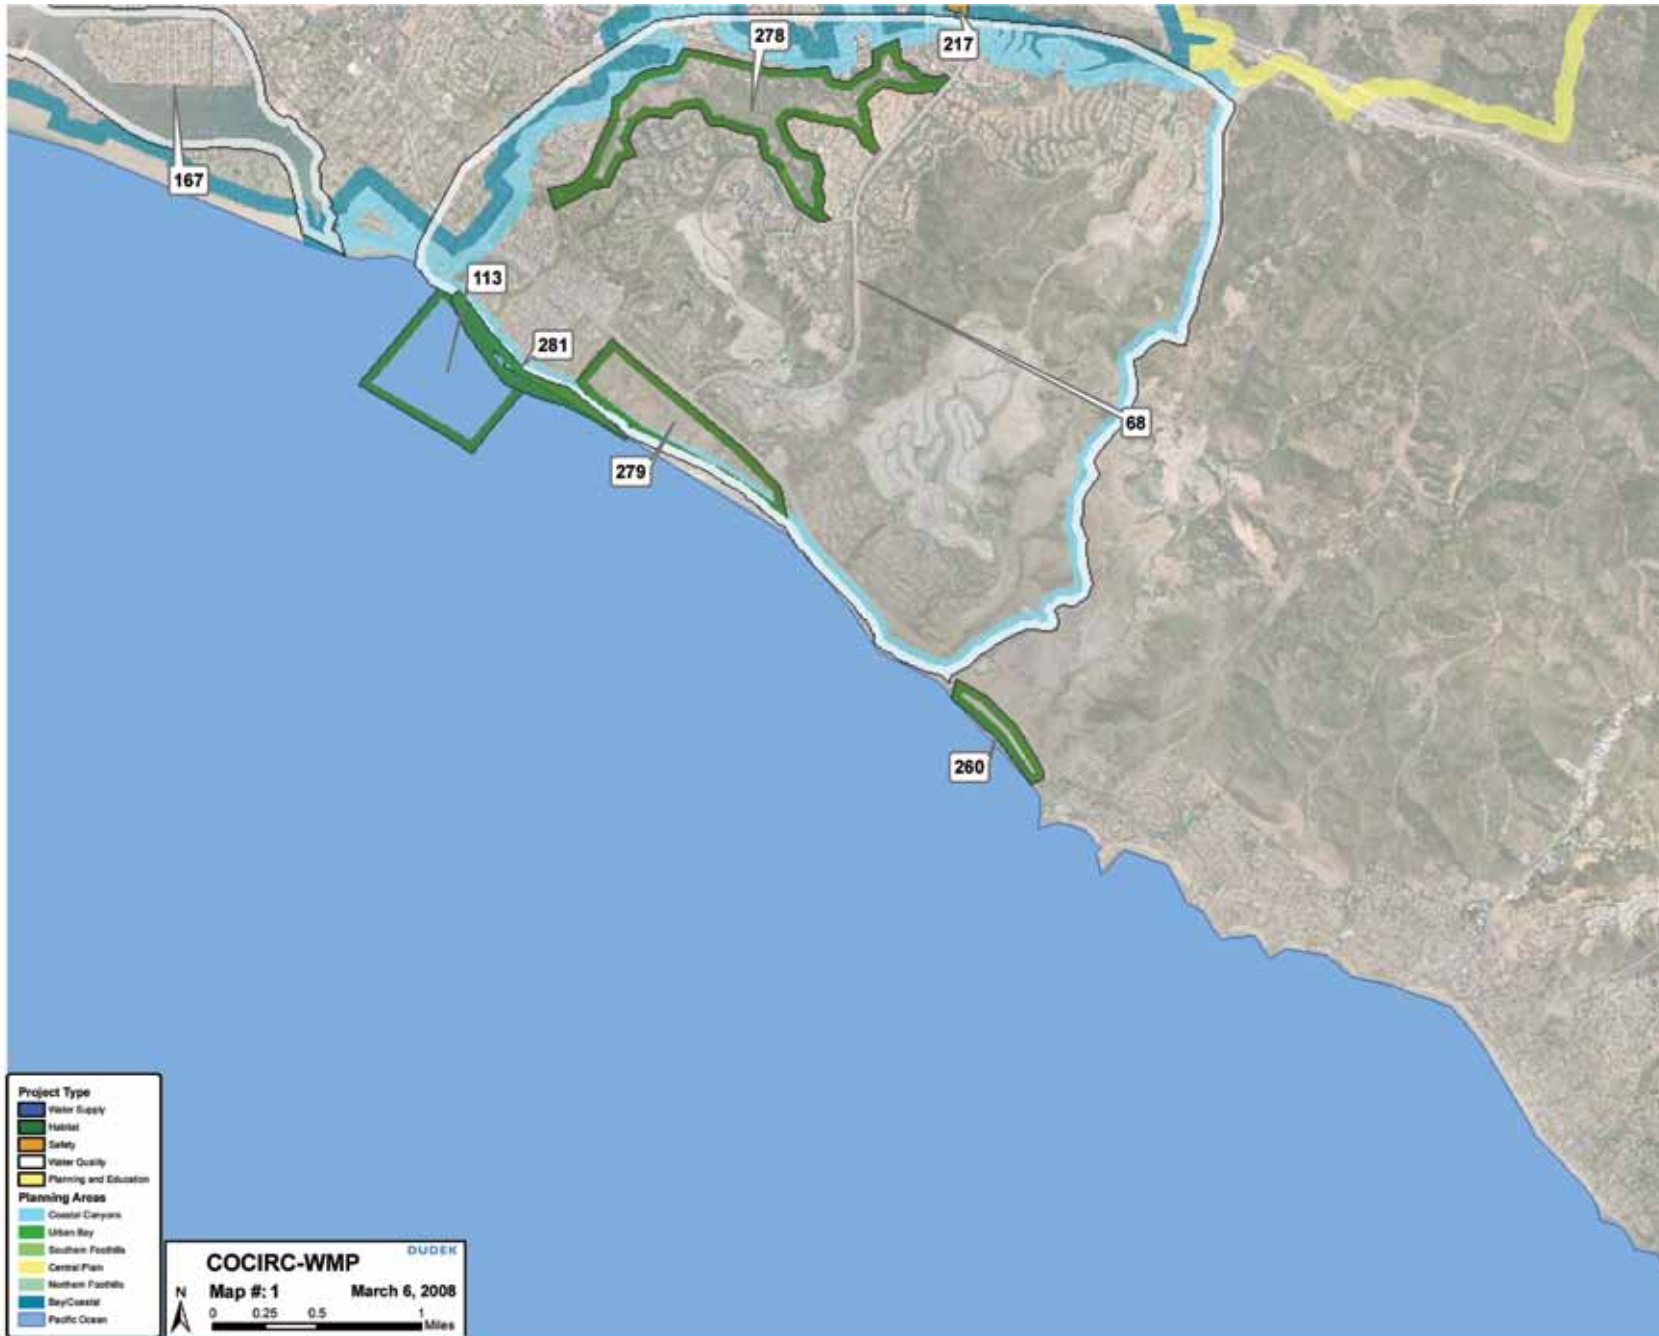 278
217
167
113
281
279
68
260
Project Type
Water Supply
Habitat
Safety
Water Quality
Planning and Education
Planning Areas
Coastal Canyons
Urban Bay
Southern Foothills
Central Plain
Northern Foothills
Bay/Coastal
Pacific Ocean
DUDEK
COCIRC-WMP
N
Map #: 1 March 6, 2008
0 0.25 0.5 1
Miles